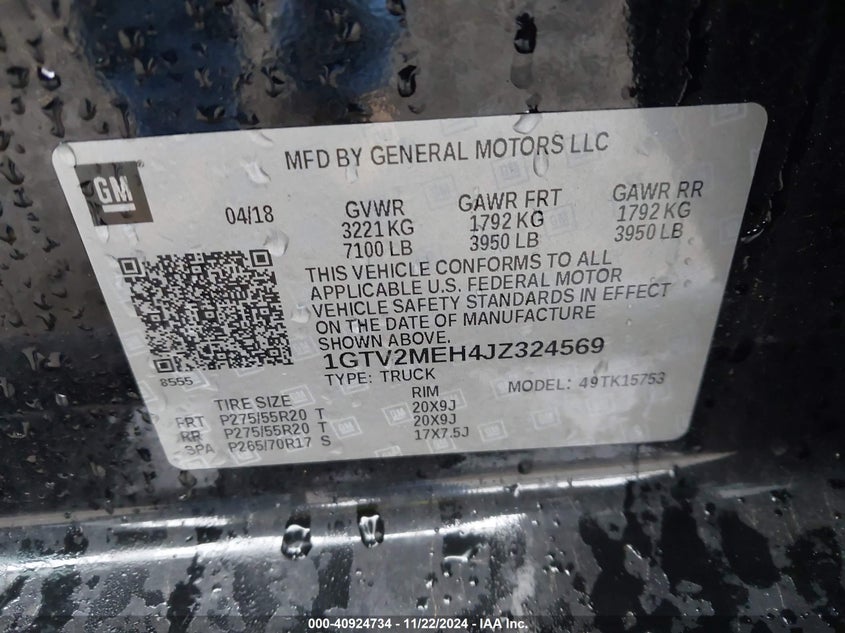 MFD BY GENERAL MOTORS LLC
GM
04/18 GVWR GAWR FRT GAWR RR
3221 KG 1792 KG 1792 KG
7100 LB 3950 LB 3950 LB
THIS VEHICLE CONFORMS TO ALL
APPLICABLE U.S. FEDERAL MOTOR
VEHICLE SAFETY STANDARDS IN EFFECT
ON THE DATE OF MANUFACTURE
SHOWN ABOVE.
1GTV2MEH4JZ324569
8555
TYPE: TRUCK MODEL: 49TK15753
TIRE SIZE RIM
FRT P275/55R20 T 20X9J
RR P275/55R20 T 20X9J
SPA P265/70R17 S 17X7.5J
000-40924734 - 11/22/2024 - IAA Inc.